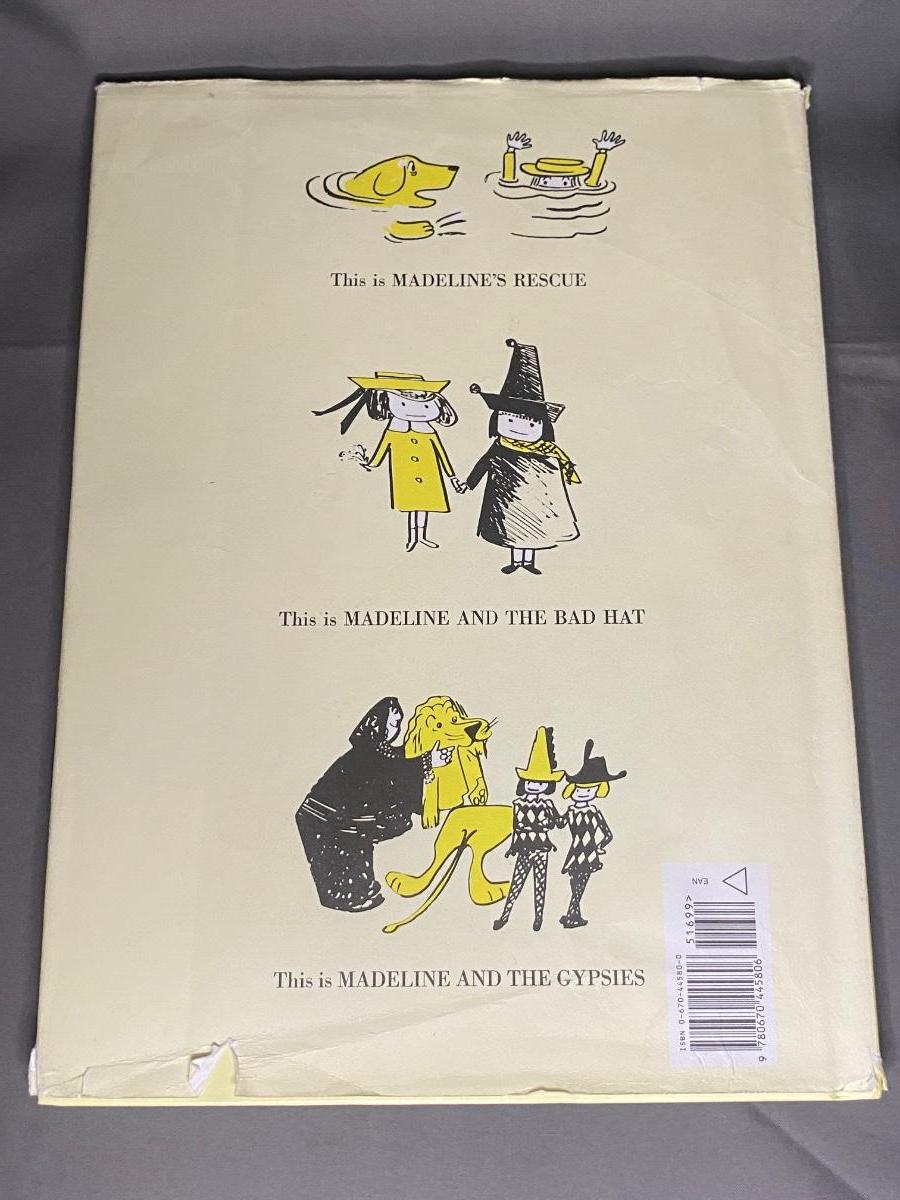 This is MADELINE'S RESCUE
This is MADELINE AND THE BAD HAT
This is MADELINE AND THE GYPSIES
EAN
51699>
ISBN 0-670-44580-0
9 780670 445806